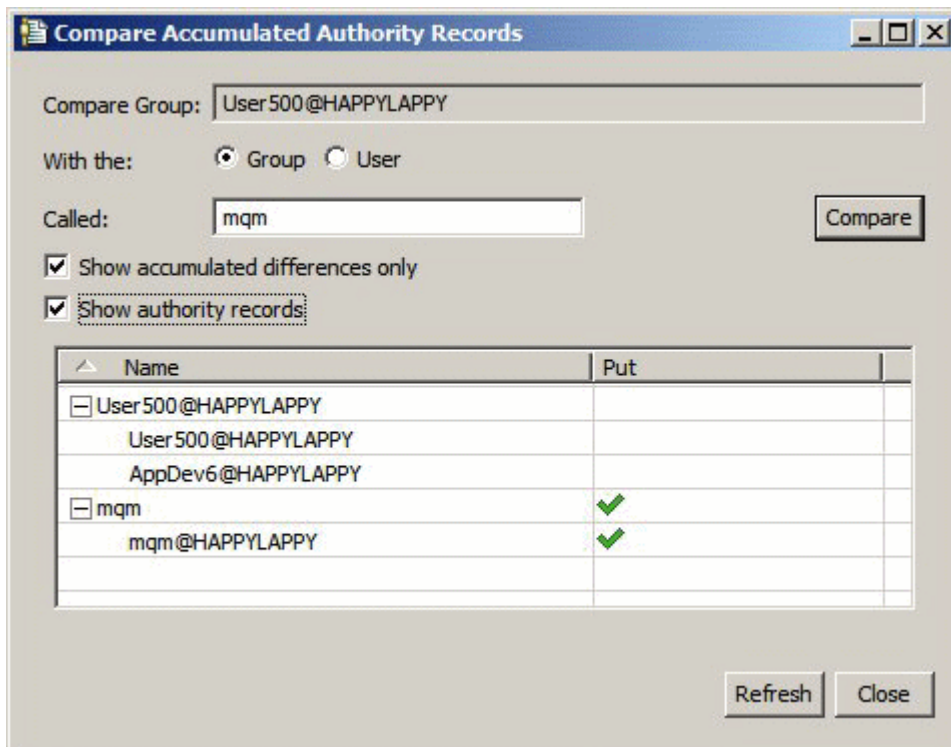 Compare Accumulated Authority Records
Compare Group: User500@HAPPYLAPPY
With the: Group User
Called: mqm Compare
Show accumulated differences only
Show authority records
Name Put
User500@HAPPYLAPPY
User500@HAPPYLAPPY
AppDev6@HAPPYLAPPY
mqm
mqm@HAPPYLAPPY
Refresh Close